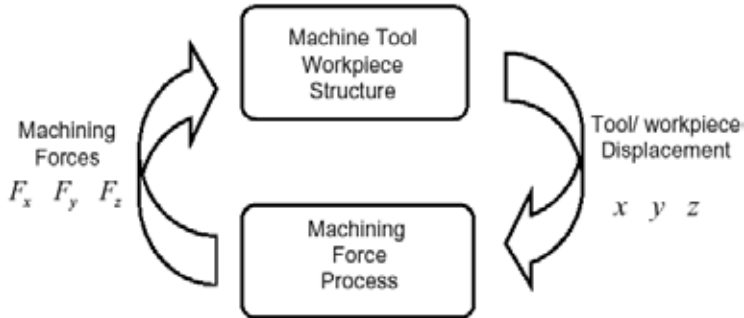 Machine Tool
Workpiece
Structure
Machining
Forces
F_x F_y F_z
Tool/ workpiece
Displacement
x y z
Machining
Force
Process